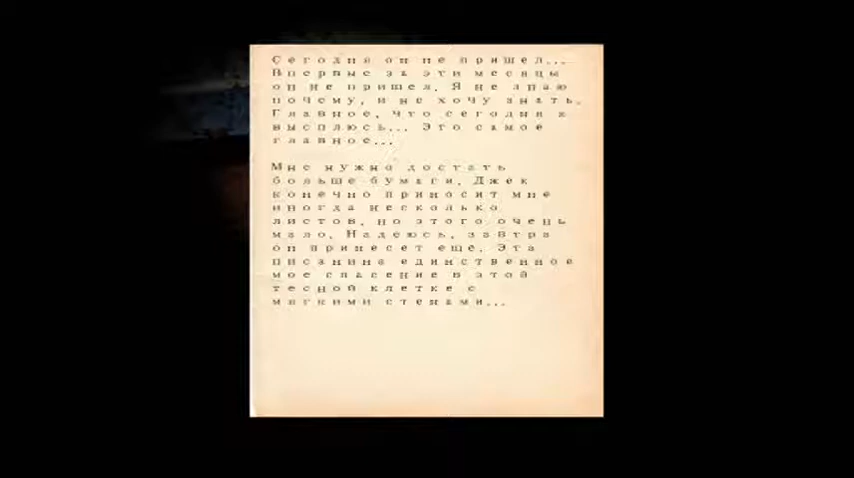 Сегодня он не пришел...
Впервые за эти месяцы
он не пришел. Я не знаю
почему, и не хочу знать.
Главное, что сегодня я
высплюсь... Это самое
главное...
Мне нужно достать
больше бумаги. Джек
конечно приносит мне
иногда несколько
листов, но этого очень
мало. Надеюсь, завтра
он принесет еще. Эта
писанина единственное
мое спасение в этой
тесной клетке с
мягкими стенами...